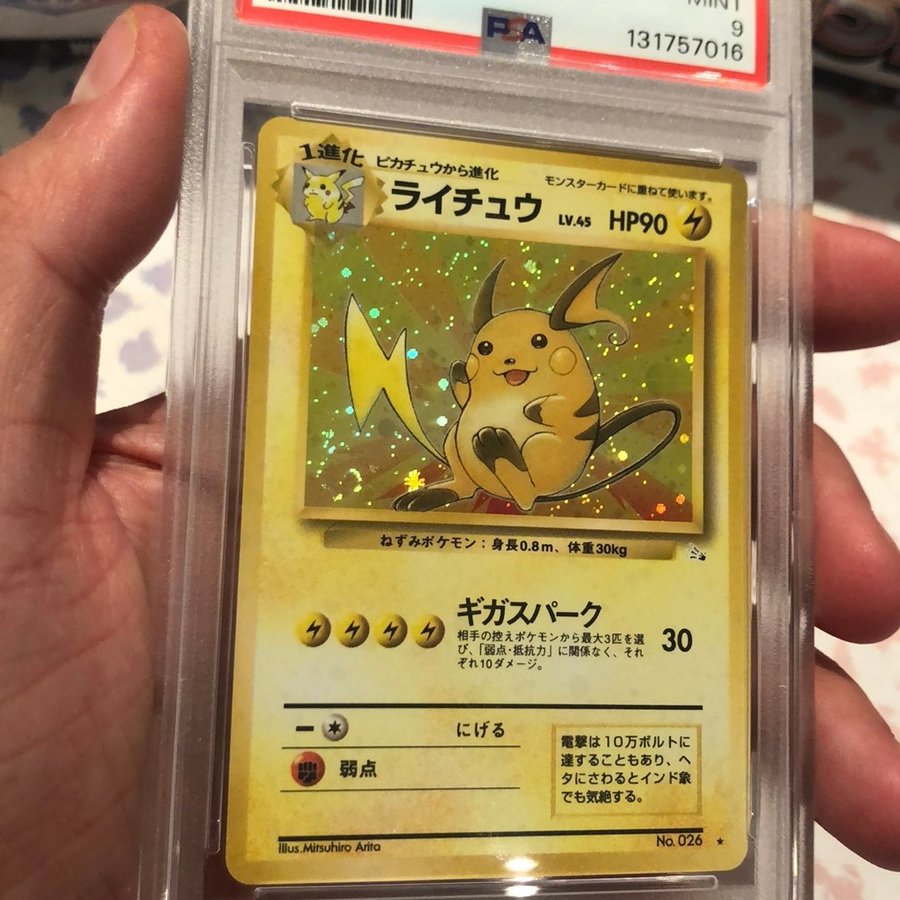 MINT
9
PSA
131757016
1進化 ピカチュウから進化
モンスターカードに重ねて使います。
ライチュウ LV.45 HP90
ねずみポケモン：身長0.8m、体重30kg
ギガスパーク
相手の控えポケモンから最大3匹を選
び、「弱点・抵抗力」に関係なく、それ
ぞれ10ダメージ。
30
にげる
弱点
電撃は10万ボルトに
達することもあり、ヘ
タにさわるとインド象
でも気絶する。
Illus.Mitsuhiro Arita
No.026